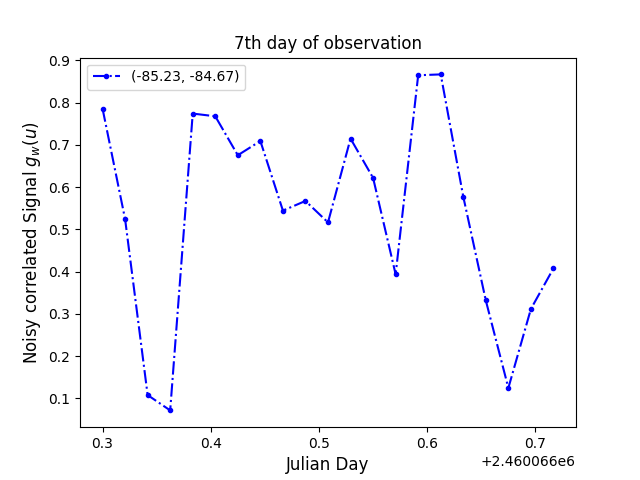 7th day of observation
(-85.23, -84.67)
Noisy correlated Signal g_w(u)
0.9
0.8
0.7
0.6
0.5
0.4
0.3
0.2
0.1
0.3 0.4 0.5 0.6 0.7
+2.460066e6
Julian Day